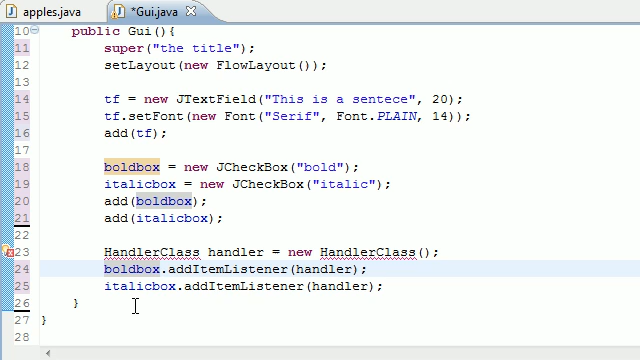 apples.java *Gui.java
10 public Gui(){
11 super("the title");
12 setLayout(new FlowLayout());
13
14 tf = new JTextField("This is a sentece", 20);
15 tf.setFont(new Font("Serif", Font.PLAIN, 14));
16 add(tf);
17
18 boldbox = new JCheckBox("bold");
19 italicbox = new JCheckBox("italic");
20 add(boldbox);
21 add(italicbox);
22
23 HandlerClass handler = new HandlerClass();
24 boldbox.addItemListener(handler);
25 italicbox.addItemListener(handler);
26 }
27 }
28